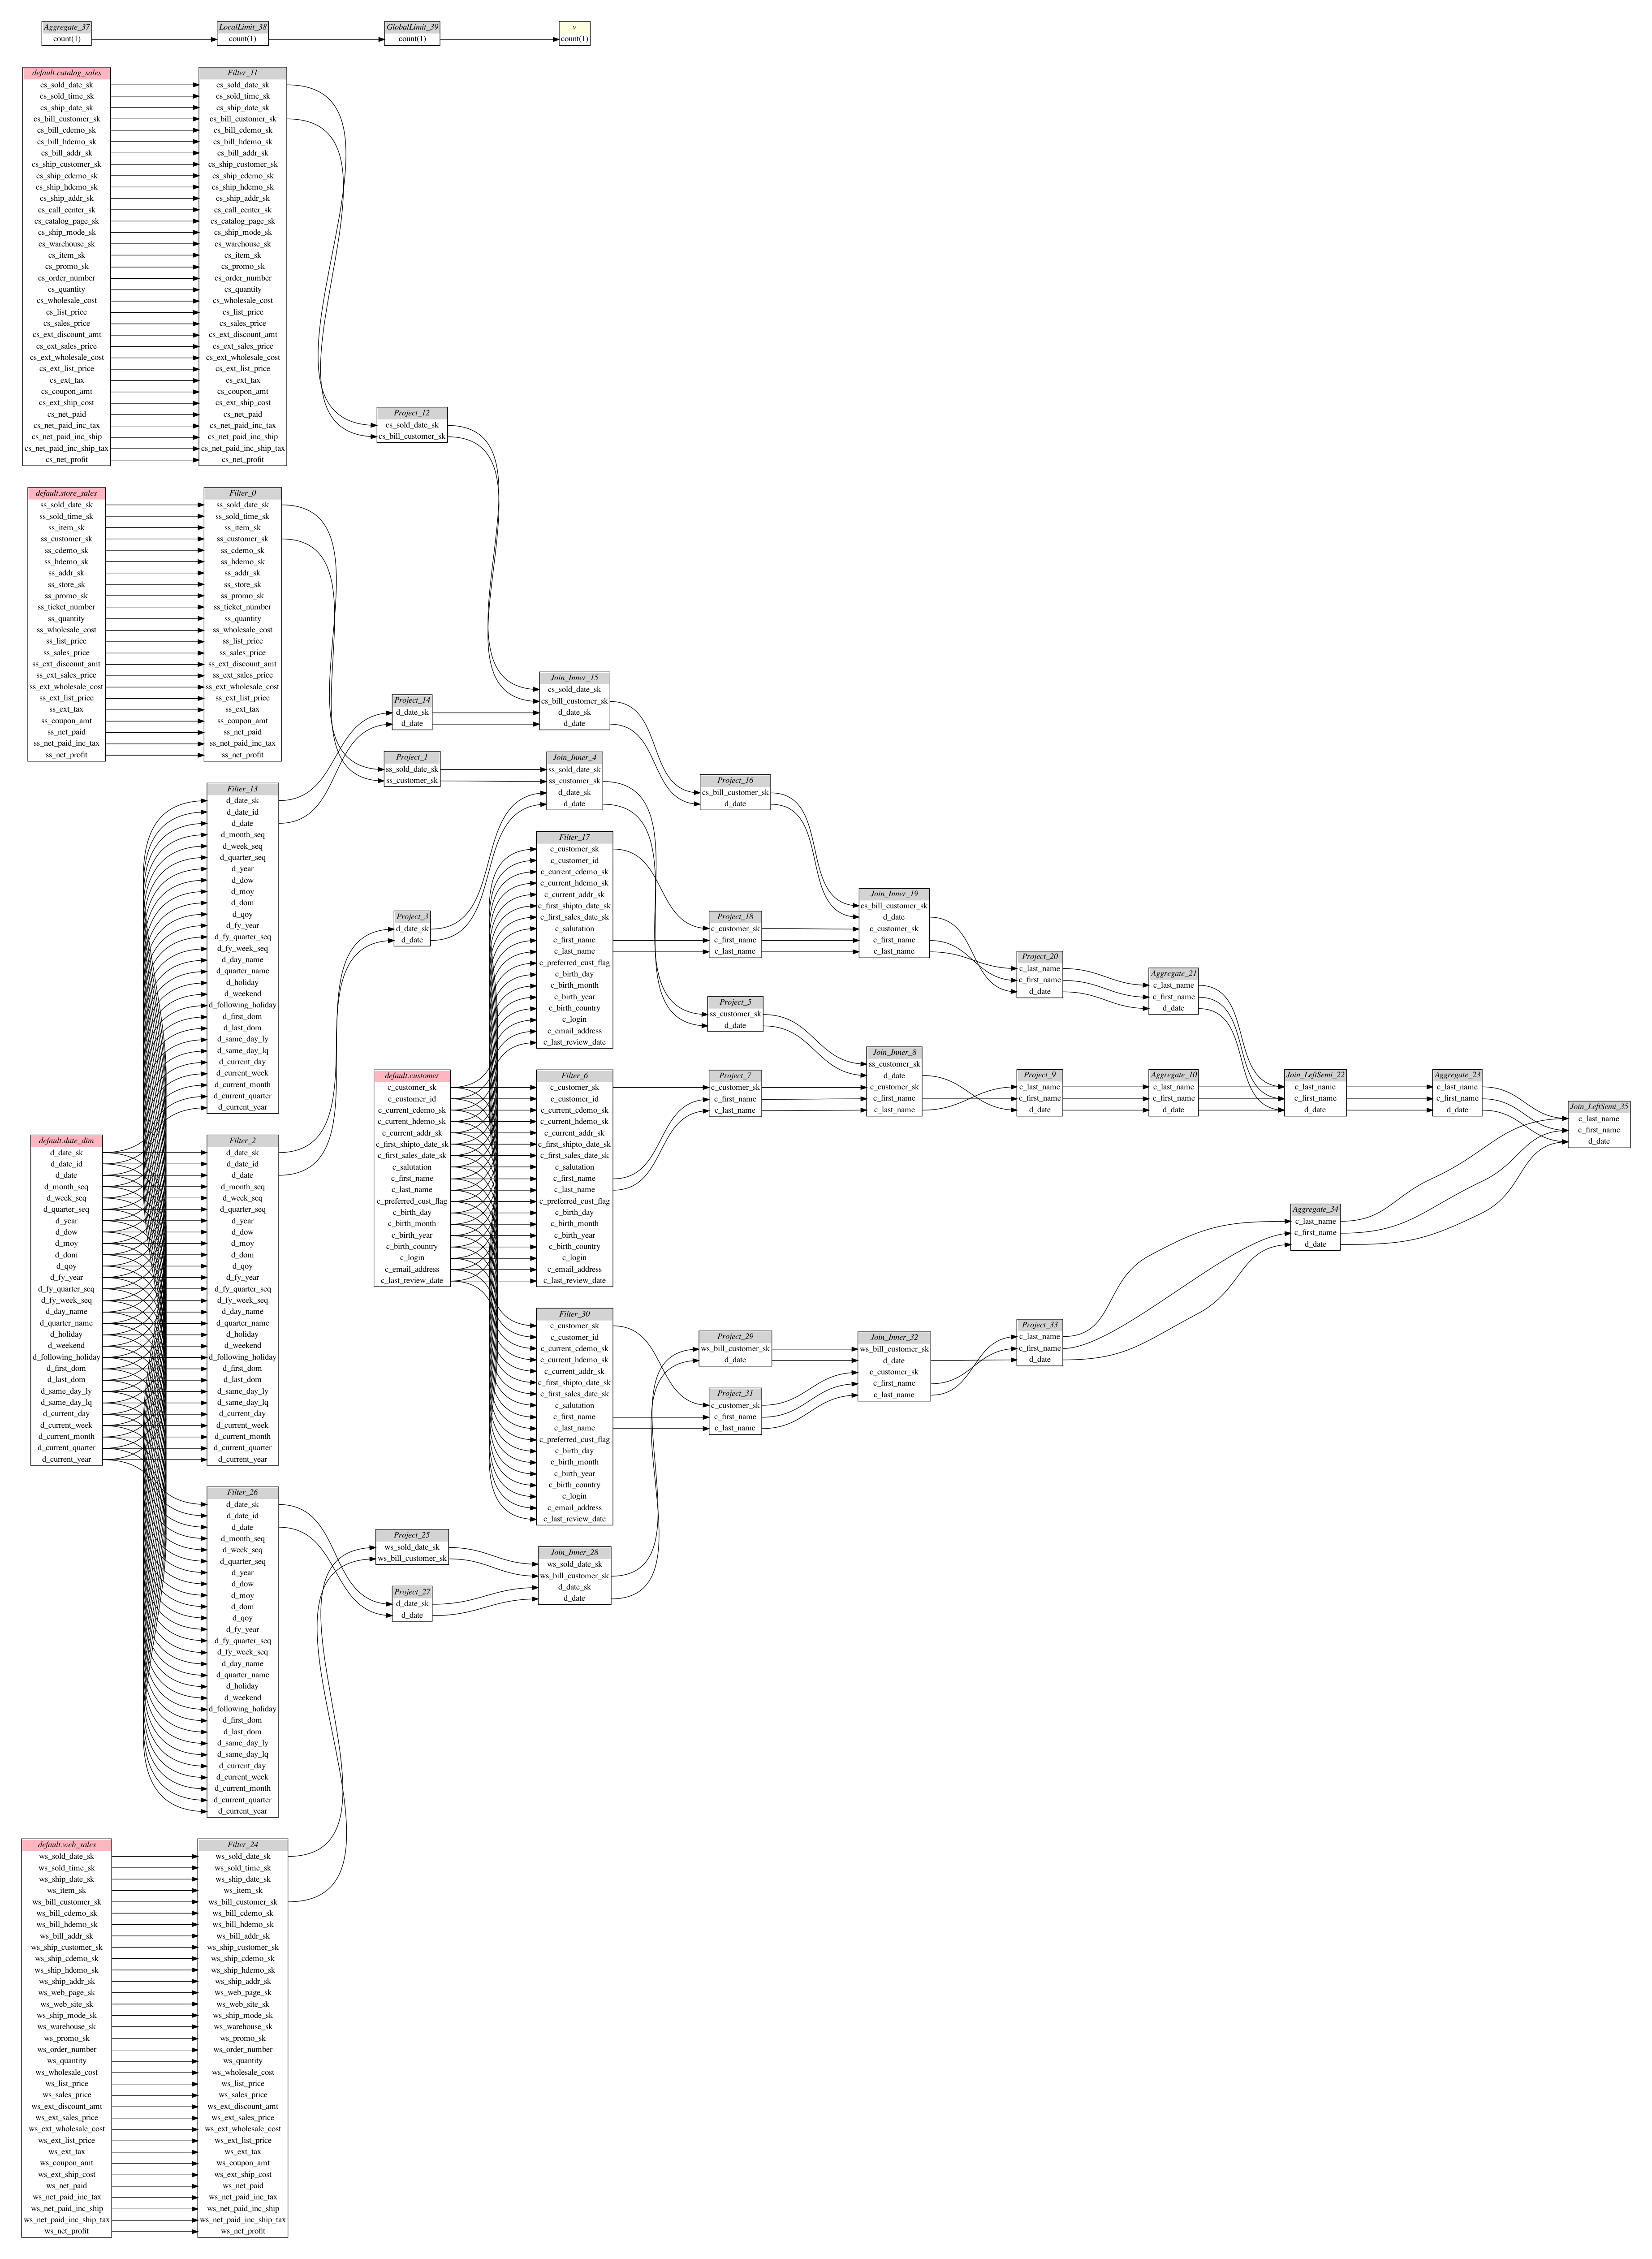 Aggregate_37
count(1)
LocalLimit_38
count(1)
GlobalLimit_39
count(1)
v
count(1)
default.catalog_sales
cs_sold_date_sk
cs_sold_time_sk
cs_ship_date_sk
cs_bill_customer_sk
cs_bill_cdemo_sk
cs_bill_hdemo_sk
cs_bill_addr_sk
cs_ship_customer_sk
cs_ship_cdemo_sk
cs_ship_hdemo_sk
cs_ship_addr_sk
cs_call_center_sk
cs_catalog_page_sk
cs_ship_mode_sk
cs_warehouse_sk
cs_item_sk
cs_promo_sk
cs_order_number
cs_quantity
cs_wholesale_cost
cs_list_price
cs_sales_price
cs_ext_discount_amt
cs_ext_sales_price
cs_ext_wholesale_cost
cs_ext_list_price
cs_ext_tax
cs_coupon_amt
cs_ext_ship_cost
cs_net_paid
cs_net_paid_inc_tax
cs_net_paid_inc_ship
cs_net_paid_inc_ship_tax
cs_net_profit
Filter_11
cs_sold_date_sk
cs_sold_time_sk
cs_ship_date_sk
cs_bill_customer_sk
cs_bill_cdemo_sk
cs_bill_hdemo_sk
cs_bill_addr_sk
cs_ship_customer_sk
cs_ship_cdemo_sk
cs_ship_hdemo_sk
cs_ship_addr_sk
cs_call_center_sk
cs_catalog_page_sk
cs_ship_mode_sk
cs_warehouse_sk
cs_item_sk
cs_promo_sk
cs_order_number
cs_quantity
cs_wholesale_cost
cs_list_price
cs_sales_price
cs_ext_discount_amt
cs_ext_sales_price
cs_ext_wholesale_cost
cs_ext_list_price
cs_ext_tax
cs_coupon_amt
cs_ext_ship_cost
cs_net_paid
cs_net_paid_inc_tax
cs_net_paid_inc_ship
cs_net_paid_inc_ship_tax
cs_net_profit
Project_12
cs_sold_date_sk
cs_bill_customer_sk
default.store_sales
ss_sold_date_sk
ss_sold_time_sk
ss_item_sk
ss_customer_sk
ss_cdemo_sk
ss_hdemo_sk
ss_addr_sk
ss_store_sk
ss_promo_sk
ss_ticket_number
ss_quantity
ss_wholesale_cost
ss_list_price
ss_sales_price
ss_ext_discount_amt
ss_ext_sales_price
ss_ext_wholesale_cost
ss_ext_list_price
ss_ext_tax
ss_coupon_amt
ss_net_paid
ss_net_paid_inc_tax
ss_net_profit
Filter_0
ss_sold_date_sk
ss_sold_time_sk
ss_item_sk
ss_customer_sk
ss_cdemo_sk
ss_hdemo_sk
ss_addr_sk
ss_store_sk
ss_promo_sk
ss_ticket_number
ss_quantity
ss_wholesale_cost
ss_list_price
ss_sales_price
ss_ext_discount_amt
ss_ext_sales_price
ss_ext_wholesale_cost
ss_ext_list_price
ss_ext_tax
ss_coupon_amt
ss_net_paid
ss_net_paid_inc_tax
ss_net_profit
Project_14
d_date_sk
d_date
Project_1
ss_sold_date_sk
ss_customer_sk
Join_Inner_15
cs_sold_date_sk
cs_bill_customer_sk
d_date_sk
d_date
Join_Inner_4
ss_sold_date_sk
ss_customer_sk
d_date_sk
d_date
Project_16
cs_bill_customer_sk
d_date
Filter_13
d_date_sk
d_date_id
d_date
d_month_seq
d_week_seq
d_quarter_seq
d_year
d_dow
d_moy
d_dom
d_qoy
d_fy_year
d_fy_quarter_seq
d_fy_week_seq
d_day_name
d_quarter_name
d_holiday
d_weekend
d_following_holiday
d_first_dom
d_last_dom
d_same_day_ly
d_same_day_lq
d_current_day
d_current_week
d_current_month
d_current_quarter
d_current_year
Project_3
d_date_sk
d_date
Filter_17
c_customer_sk
c_customer_id
c_current_cdemo_sk
c_current_hdemo_sk
c_current_addr_sk
c_first_shipto_date_sk
c_first_sales_date_sk
c_salutation
c_first_name
c_last_name
c_preferred_cust_flag
c_birth_day
c_birth_month
c_birth_year
c_birth_country
c_login
c_email_address
c_last_review_date
Project_18
c_customer_sk
c_first_name
c_last_name
Join_Inner_19
cs_bill_customer_sk
d_date
c_customer_sk
c_first_name
c_last_name
Project_20
c_last_name
c_first_name
d_date
Aggregate_21
c_last_name
c_first_name
d_date
Project_5
ss_customer_sk
d_date
default.customer
c_customer_sk
c_customer_id
c_current_cdemo_sk
c_current_hdemo_sk
c_current_addr_sk
c_first_shipto_date_sk
c_first_sales_date_sk
c_salutation
c_first_name
c_last_name
c_preferred_cust_flag
c_birth_day
c_birth_month
c_birth_year
c_birth_country
c_login
c_email_address
c_last_review_date
Filter_6
c_customer_sk
c_customer_id
c_current_cdemo_sk
c_current_hdemo_sk
c_current_addr_sk
c_first_shipto_date_sk
c_first_sales_date_sk
c_salutation
c_first_name
c_last_name
c_preferred_cust_flag
c_birth_day
c_birth_month
c_birth_year
c_birth_country
c_login
c_email_address
c_last_review_date
Project_7
c_customer_sk
c_first_name
c_last_name
Join_Inner_8
ss_customer_sk
d_date
c_customer_sk
c_first_name
c_last_name
Project_9
c_last_name
c_first_name
d_date
Aggregate_10
c_last_name
c_first_name
d_date
Join_LeftSemi_22
c_last_name
c_first_name
d_date
Aggregate_23
c_last_name
c_first_name
d_date
Join_LeftSemi_35
c_last_name
c_first_name
d_date
default.date_dim
d_date_sk
d_date_id
d_date
d_month_seq
d_week_seq
d_quarter_seq
d_year
d_dow
d_moy
d_dom
d_qoy
d_fy_year
d_fy_quarter_seq
d_fy_week_seq
d_day_name
d_quarter_name
d_holiday
d_weekend
d_following_holiday
d_first_dom
d_last_dom
d_same_day_ly
d_same_day_lq
d_current_day
d_current_week
d_current_month
d_current_quarter
d_current_year
Filter_2
d_date_sk
d_date_id
d_date
d_month_seq
d_week_seq
d_quarter_seq
d_year
d_dow
d_moy
d_dom
d_qoy
d_fy_year
d_fy_quarter_seq
d_fy_week_seq
d_day_name
d_quarter_name
d_holiday
d_weekend
d_following_holiday
d_first_dom
d_last_dom
d_same_day_ly
d_same_day_lq
d_current_day
d_current_week
d_current_month
d_current_quarter
d_current_year
Aggregate_34
c_last_name
c_first_name
d_date
Filter_30
c_customer_sk
c_customer_id
c_current_cdemo_sk
c_current_hdemo_sk
c_current_addr_sk
c_first_shipto_date_sk
c_first_sales_date_sk
c_salutation
c_first_name
c_last_name
c_preferred_cust_flag
c_birth_day
c_birth_month
c_birth_year
c_birth_country
c_login
c_email_address
c_last_review_date
Project_29
ws_bill_customer_sk
d_date
Project_31
c_customer_sk
c_first_name
c_last_name
Join_Inner_32
ws_bill_customer_sk
d_date
c_customer_sk
c_first_name
c_last_name
Project_33
c_last_name
c_first_name
d_date
Filter_26
d_date_sk
d_date_id
d_date
d_month_seq
d_week_seq
d_quarter_seq
d_year
d_dow
d_moy
d_dom
d_qoy
d_fy_year
d_fy_quarter_seq
d_fy_week_seq
d_day_name
d_quarter_name
d_holiday
d_weekend
d_following_holiday
d_first_dom
d_last_dom
d_same_day_ly
d_same_day_lq
d_current_day
d_current_week
d_current_month
d_current_quarter
d_current_year
Project_25
ws_sold_date_sk
ws_bill_customer_sk
Project_27
d_date_sk
d_date
Join_Inner_28
ws_sold_date_sk
ws_bill_customer_sk
d_date_sk
d_date
default.web_sales
ws_sold_date_sk
ws_sold_time_sk
ws_ship_date_sk
ws_item_sk
ws_bill_customer_sk
ws_bill_cdemo_sk
ws_bill_hdemo_sk
ws_bill_addr_sk
ws_ship_customer_sk
ws_ship_cdemo_sk
ws_ship_hdemo_sk
ws_ship_addr_sk
ws_web_page_sk
ws_web_site_sk
ws_ship_mode_sk
ws_warehouse_sk
ws_promo_sk
ws_order_number
ws_quantity
ws_wholesale_cost
ws_list_price
ws_sales_price
ws_ext_discount_amt
ws_ext_sales_price
ws_ext_wholesale_cost
ws_ext_list_price
ws_ext_tax
ws_coupon_amt
ws_ext_ship_cost
ws_net_paid
ws_net_paid_inc_tax
ws_net_paid_inc_ship
ws_net_paid_inc_ship_tax
ws_net_profit
Filter_24
ws_sold_date_sk
ws_sold_time_sk
ws_ship_date_sk
ws_item_sk
ws_bill_customer_sk
ws_bill_cdemo_sk
ws_bill_hdemo_sk
ws_bill_addr_sk
ws_ship_customer_sk
ws_ship_cdemo_sk
ws_ship_hdemo_sk
ws_ship_addr_sk
ws_web_page_sk
ws_web_site_sk
ws_ship_mode_sk
ws_warehouse_sk
ws_promo_sk
ws_order_number
ws_quantity
ws_wholesale_cost
ws_list_price
ws_sales_price
ws_ext_discount_amt
ws_ext_sales_price
ws_ext_wholesale_cost
ws_ext_list_price
ws_ext_tax
ws_coupon_amt
ws_ext_ship_cost
ws_net_paid
ws_net_paid_inc_tax
ws_net_paid_inc_ship
ws_net_paid_inc_ship_tax
ws_net_profit